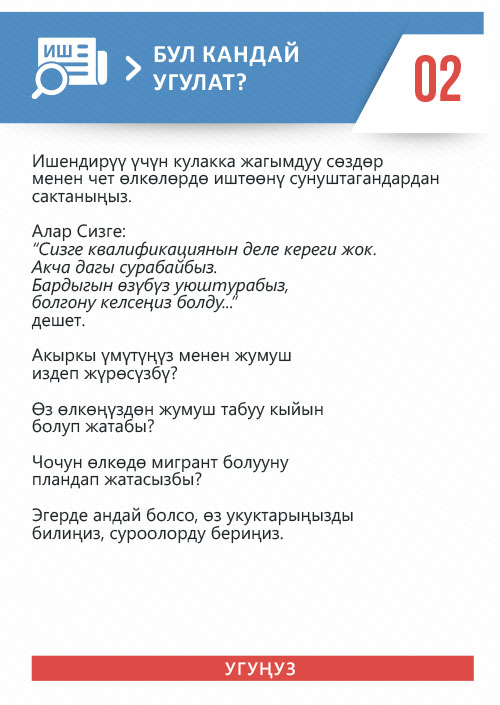 ИШ
БУЛ КАНДАЙ
УГУЛАТ?
02
Ишендирүү үчүн кулакка жагымдуу сөздөр
менен чет өлкөлөрдө иштөөнү сунуштагандардан
сактаныңыз.
Алар Сизге:
“Сизге квалификациянын деле кереги жок.
Акча дагы сурабайбыз.
Бардыгын өзүбүз уюштурабыз,
болгону келсеңиз болду...”
дешет.
Акыркы үмүтүңүз менен жумуш
издеп жүрөсүзбү?
Өз өлкөңүздөн жумуш табуу кыйын
болуп жатабы?
Чочун өлкөдө мигрант болууну
пландап жатасызбы?
Эгерде андай болсо, өз укуктарыңызды
билиңиз, суроолорду бериңиз.
УГУҢУЗ